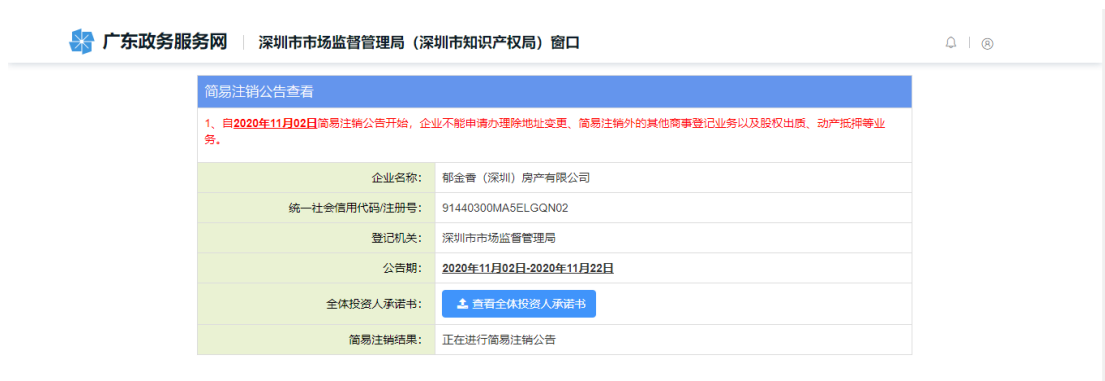 广东政务服务网 深圳市市场监督管理局（深圳市知识产权局）窗口
简易注销公告查看
1、自2020年11月02日简易注销公告开始，企业不能申请办理除地址变更、简易注销外的其他商事登记业务以及股权出质、动产抵押等业
务。
企业名称： 郁金香（深圳）房产有限公司
统一社会信用代码/注册号： 91440300MA5ELGQN02
登记机关： 深圳市市场监督管理局
公告期： 2020年11月02日-2020年11月22日
全体投资人承诺书： 查看全体投资人承诺书
简易注销结果： 正在进行简易注销公告